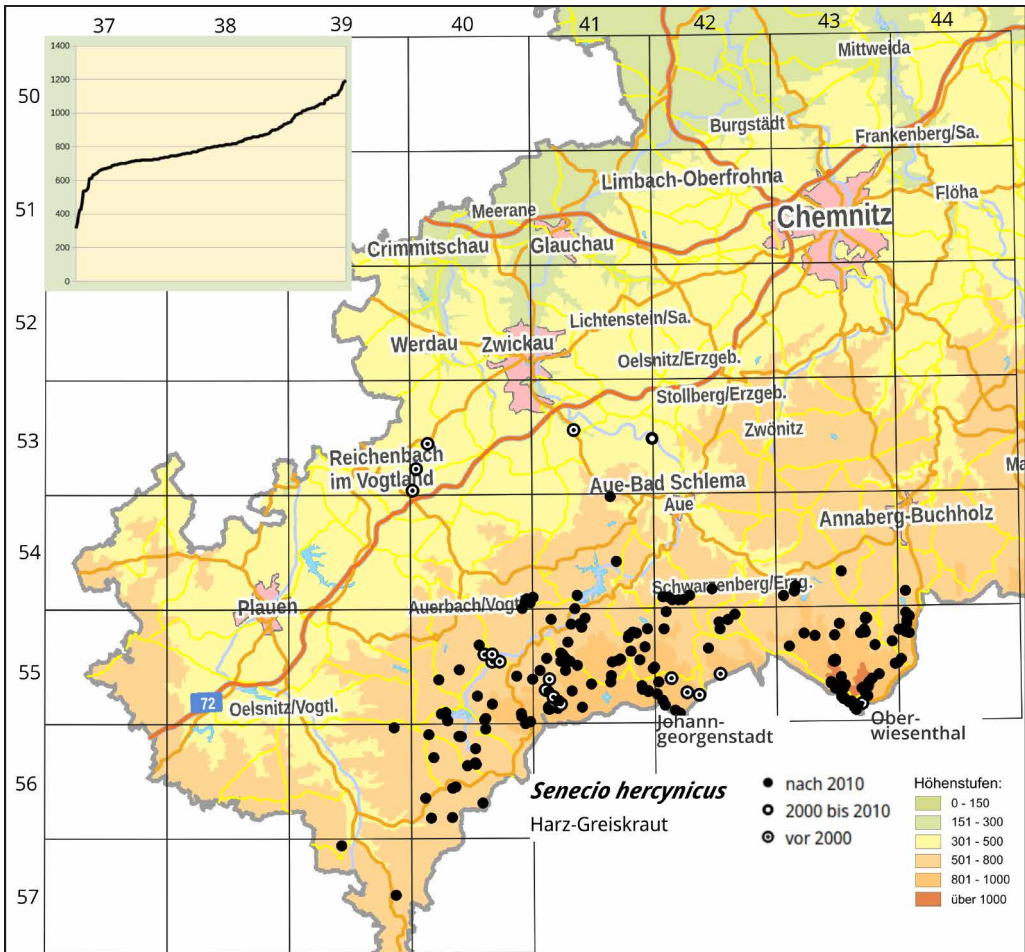 37 38 39 40 41 42 43 44
1400
1200
1000
800
600
400
200
0
50
51
52
53
54
55
56
57
Mittweida
Burgstädt
Frankenberg/Sa.
Limbach-Oberfrohna
Flöha
Meerane
Chemnitz
Crimmitschau
Glauchau
Lichtenstein/Sa.
Werdau
Zwickau
Oelsnitz/Erzgeb.
Stollberg/Erzgeb.
Zwönitz
Reichenbach
im Vogtland
Ma
Aue-Bad Schlema
Aue
Annaberg-Buchholz
Schwarzenberg/Erzg.
Auerbach/Vogtl
Plauen
72
Oelsnitz/Vogtl.
Johann-
georgenstadt
Ober-
wiesenthal
Senecio hercynicus
Harz-Greiskraut
nach 2010
2000 bis 2010
vor 2000
Höhenstufen:
0 - 150
151 - 300
301 - 500
501 - 800
801 - 1000
über 1000